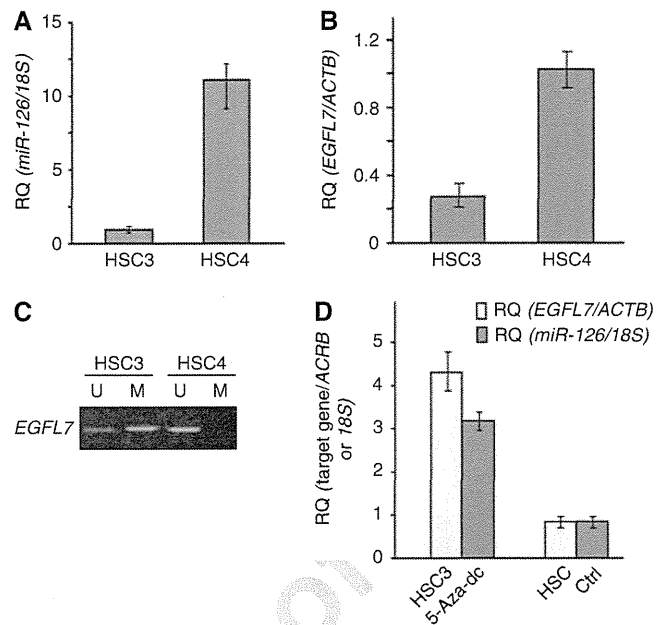 A
15
10
5
0
RQ (miR-126/18S)
HSC3 HSC4
B
1.2
0.8
0.4
0
RQ (EGFL7/ACTB)
HSC3 HSC4
C
HSC3 HSC4
U M U M
EGFL7
D
RQ (EGFL7/ACTB)
RQ (miR-126/18S)
5
4
3
2
1
0
RQ (target gene/ACRB
or 18S)
HSC3
5-Aza-dc
HSC
Ctrl